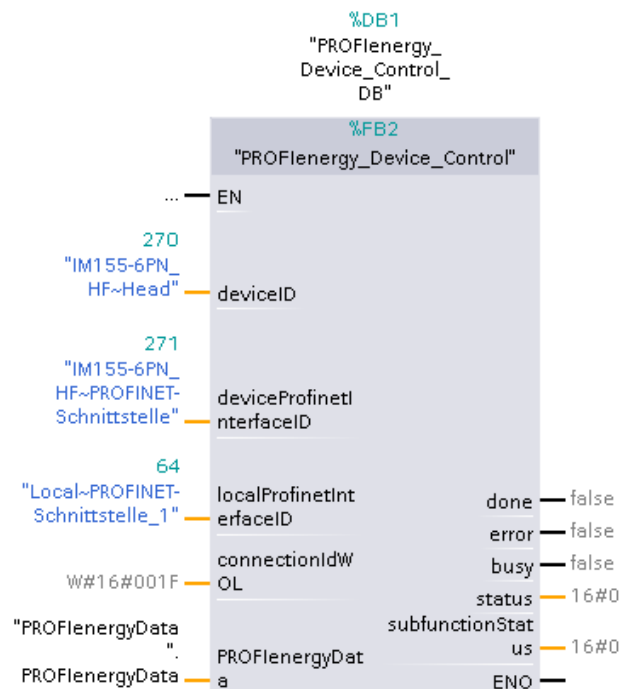 %DB1
"PROFIenergy_
Device_Control_
DB"
%FB2
"PROFIenergy_Device_Control"
... EN
270
"IM155-6PN_
HF~Head"
deviceID
271
"IM155-6PN_
HF~PROFINET-
Schnittstelle"
deviceProfinetI
nterfaceID
64
"Local~PROFINET-
Schnittstelle_1"
localProfinetInt
erfaceID
done false
error false
connectionIdW
OL
W#16#001F
busy false
status 16#0
subfunctionStat
us 16#0
"PROFIenergyData
".
PROFIenergyData
PROFIenergyDat
a
ENO